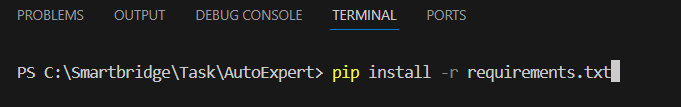 PROBLEMS OUTPUT DEBUG CONSOLE TERMINAL PORTS
PS C:\Smartbridge\Task\AutoExpert> pip install -r requirements.txt